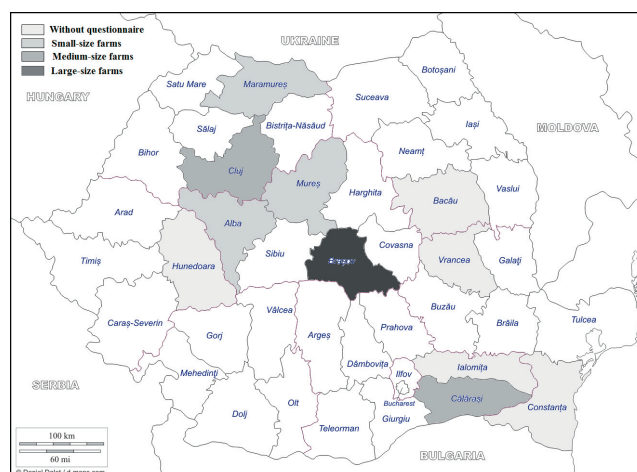 Without questionnaire
Small-size farms
Medium-size farms
Large-size farms
UKRAINE
HUNGARY
MOLDOVA
SERBIA
BULGARIA
Satu Mare
Maramureș
Botoșani
Suceava
Sălaj
Bistrița-Năsăud
Iași
Bihor
Cluj
Neamț
Mureș
Harghita
Bacău
Vaslui
Arad
Alba
Timiș
Hunedoara
Sibiu
Covasna
Vrancea
Galați
Caraș-Severin
Vâlcea
Argeș
Prahova
Buzău
Brăila
Tulcea
Gorj
Dâmbovița
Mehedinți
Ilfov
Ialomița
Olt
Bucharest
Călărași
Constanța
Dolj
Teleorman
Giurgiu
100 km
60 mi